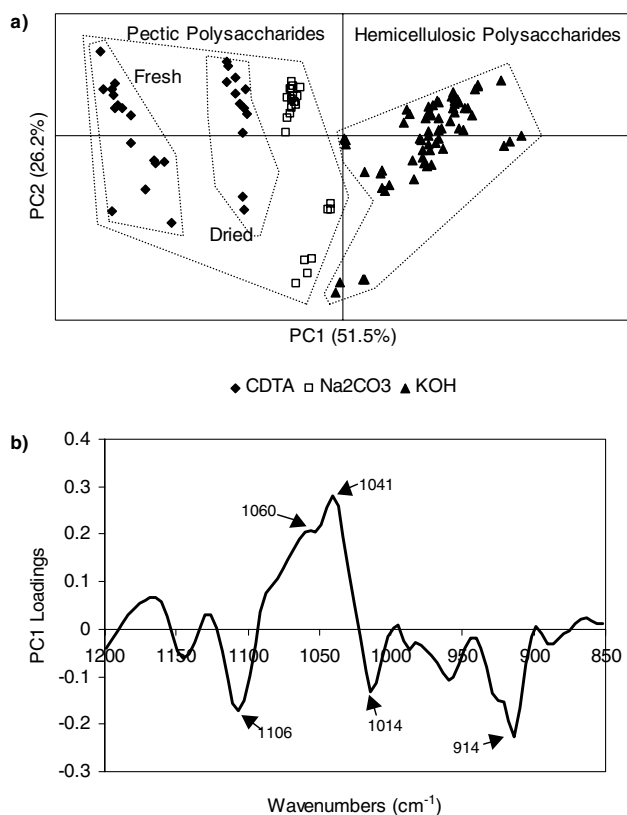 a)
Pectic Polysaccharides Hemicellulosic Polysaccharides
Fresh
Dried
PC2 (26.2%)
PC1 (51.5%)
CDTA Na2CO3 KOH
b)
PC1 Loadings
0.4
0.3
0.2
0.1
0
-0.1
-0.2
-0.3
1200 1150 1100 1050 1000 950 900 850
1060
1041
1106
1014
914
Wavenumbers (cm⁻¹)